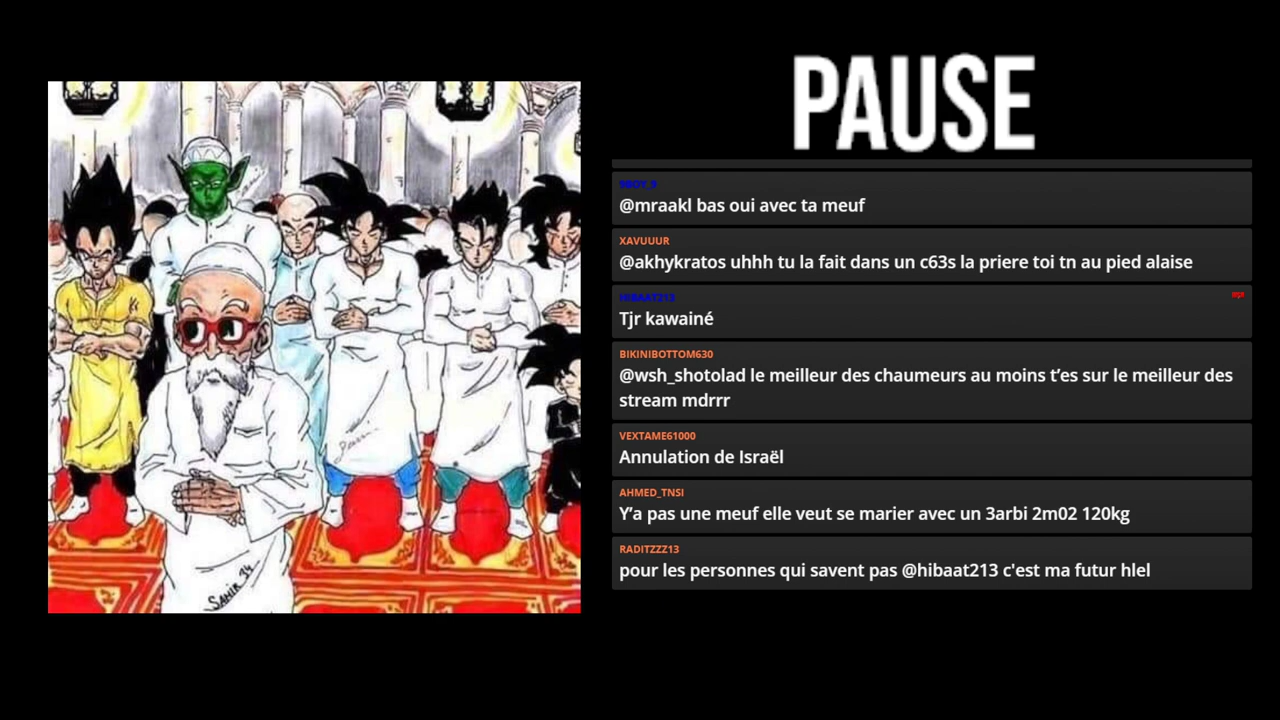 PAUSE
@mraakl bas oui avec ta meuf
XAVUUUR
@akhykratos uhhh tu la fait dans un c63s la priere toi tn au pied alaise
HIBAAT213
Tjr kawainé
BIKINIBOTTOM630
@wsh_shotolad le meilleur des chaumeurs au moins t’es sur le meilleur des
stream mdrrr
VEXTAME61000
Annulation de Israël
AHMED_TNSI
Y’a pas une meuf elle veut se marier avec un 3arbi 2m02 120kg
RADITZZZ13
pour les personnes qui savent pas @hibaat213 c'est ma futur hlel